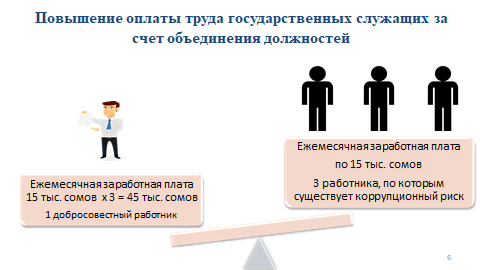 Повышение оплаты труда государственных служащих за
счет объединения должностей
Ежемесячная заработная плата
15 тыс. сомов х 3 = 45 тыс. сомов
1 добросовестный работник
Ежемесячная заработная плата
по 15 тыс. сомов
3 работника, по которым
существует коррупционный риск
6